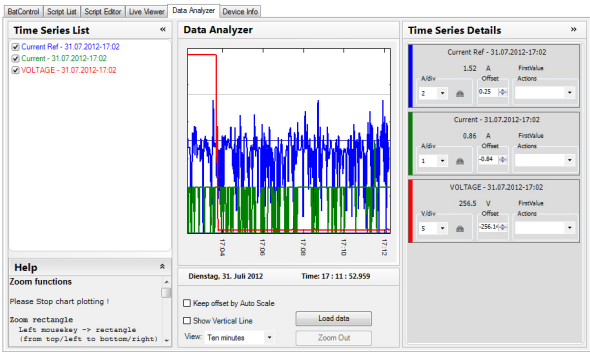 BatControl Script List Script Editor Live Viewer Data Analyzer Device Info
Time Series List «
Current Ref - 31.07.2012-17:02
Current - 31.07.2012-17:02
VOLTAGE - 31.07.2012-17:02
Help
Zoom functions
Please Stop chart plotting !
Zoom rectangle
Left mousekey -> rectangle
(from top/left to bottom/right)
Data Analyzer
17:04 17:06 17:08 17:10 17:12
Dienstag, 31. Juli 2012 Time: 17 : 11 : 52.959
Keep offset by Auto Scale
Show Vertical Line
Load data
View: Ten minutes
Zoom Out
Time Series Details »
Current Ref - 31.07.2012-17:02
1.52 A FirstValue
A/div Offset Actions
2 0.25
Current - 31.07.2012-17:02
0.86 A FirstValue
A/div Offset Actions
1 -0.84
VOLTAGE - 31.07.2012-17:02
256.5 V FirstValue
V/div Offset Actions
5